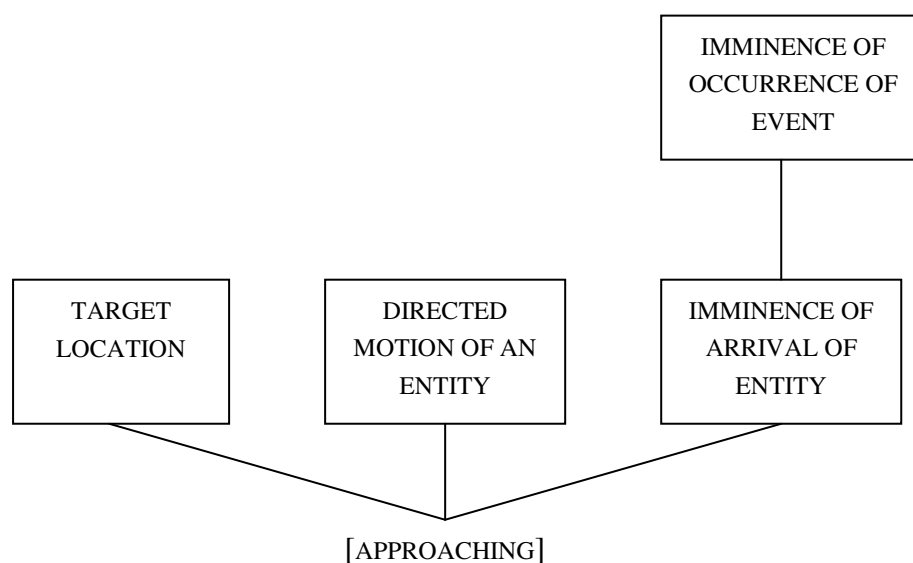 IMMINENCE OF
OCCURRENCE OF
EVENT
TARGET
LOCATION
DIRECTED
MOTION OF AN
ENTITY
IMMINENCE OF
ARRIVAL OF
ENTITY
[APPROACHING]